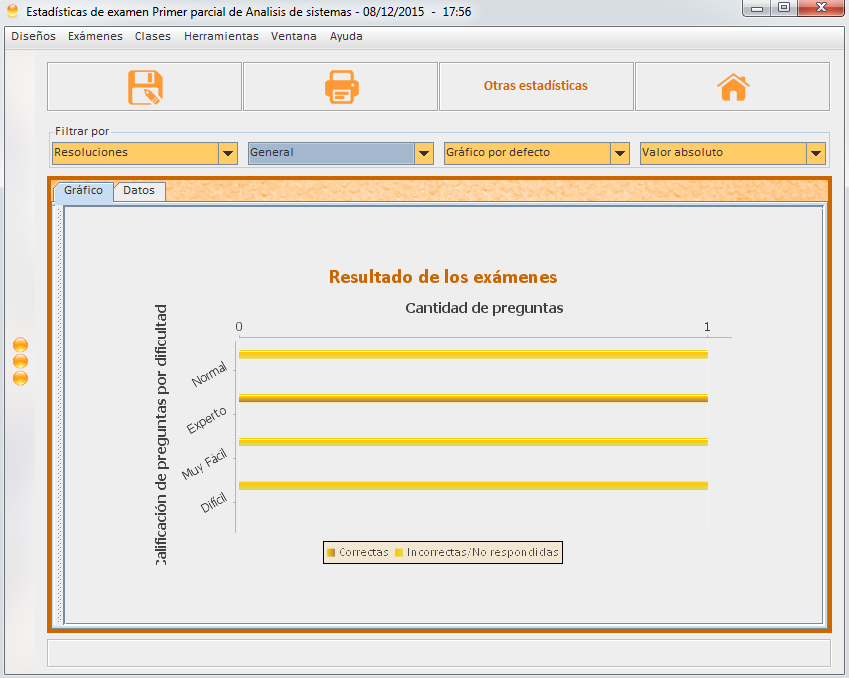 Estadísticas de examen Primer parcial de Analisis de sistemas - 08/12/2015 - 17:56
Diseños Exámenes Clases Herramientas Ventana Ayuda
Otras estadísticas
Filtrar por
Resoluciones General Gráfico por defecto Valor absoluto
Gráfico Datos
Resultado de los exámenes
Cantidad de preguntas
0 1
alificación de preguntas por dificultad
Normal
Experto
Muy Fácil
Difícil
Correctas Incorrectas/No respondidas